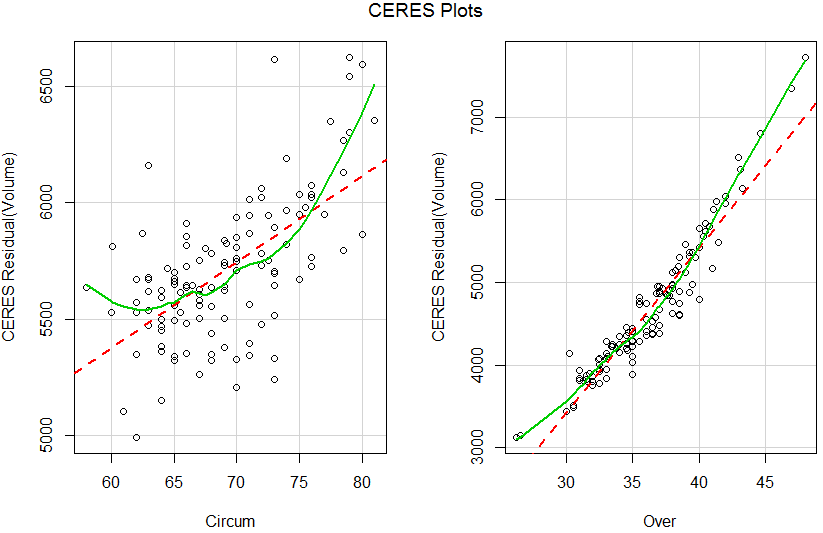 CERES Plots
CERES Residual(Volume)
5000 5500 6000 6500
60 65 70 75 80
Circum
CERES Residual(Volume)
3000 4000 5000 6000 7000
30 35 40 45
Over